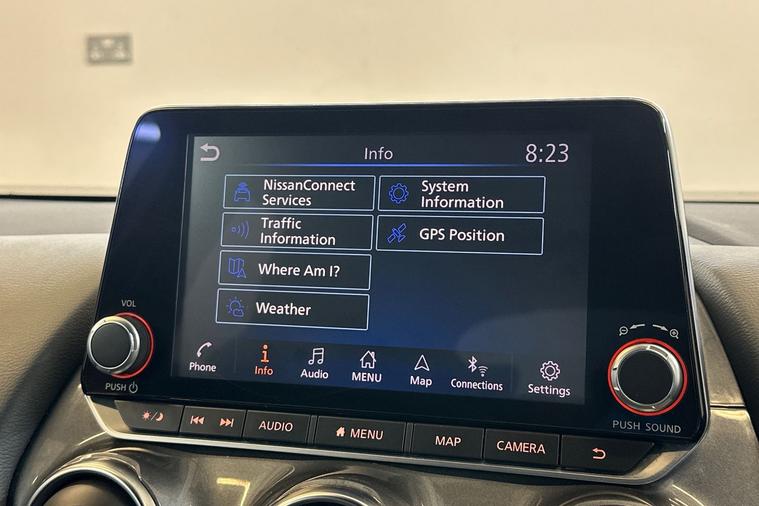 Info
8:23
NissanConnect
Services
System
Information
Traffic
Information
GPS Position
Where Am I?
Weather
Phone
Info
Audio
MENU
Map
Connections
Settings
VOL
PUSH
PUSH SOUND
AUDIO
MENU
MAP
CAMERA